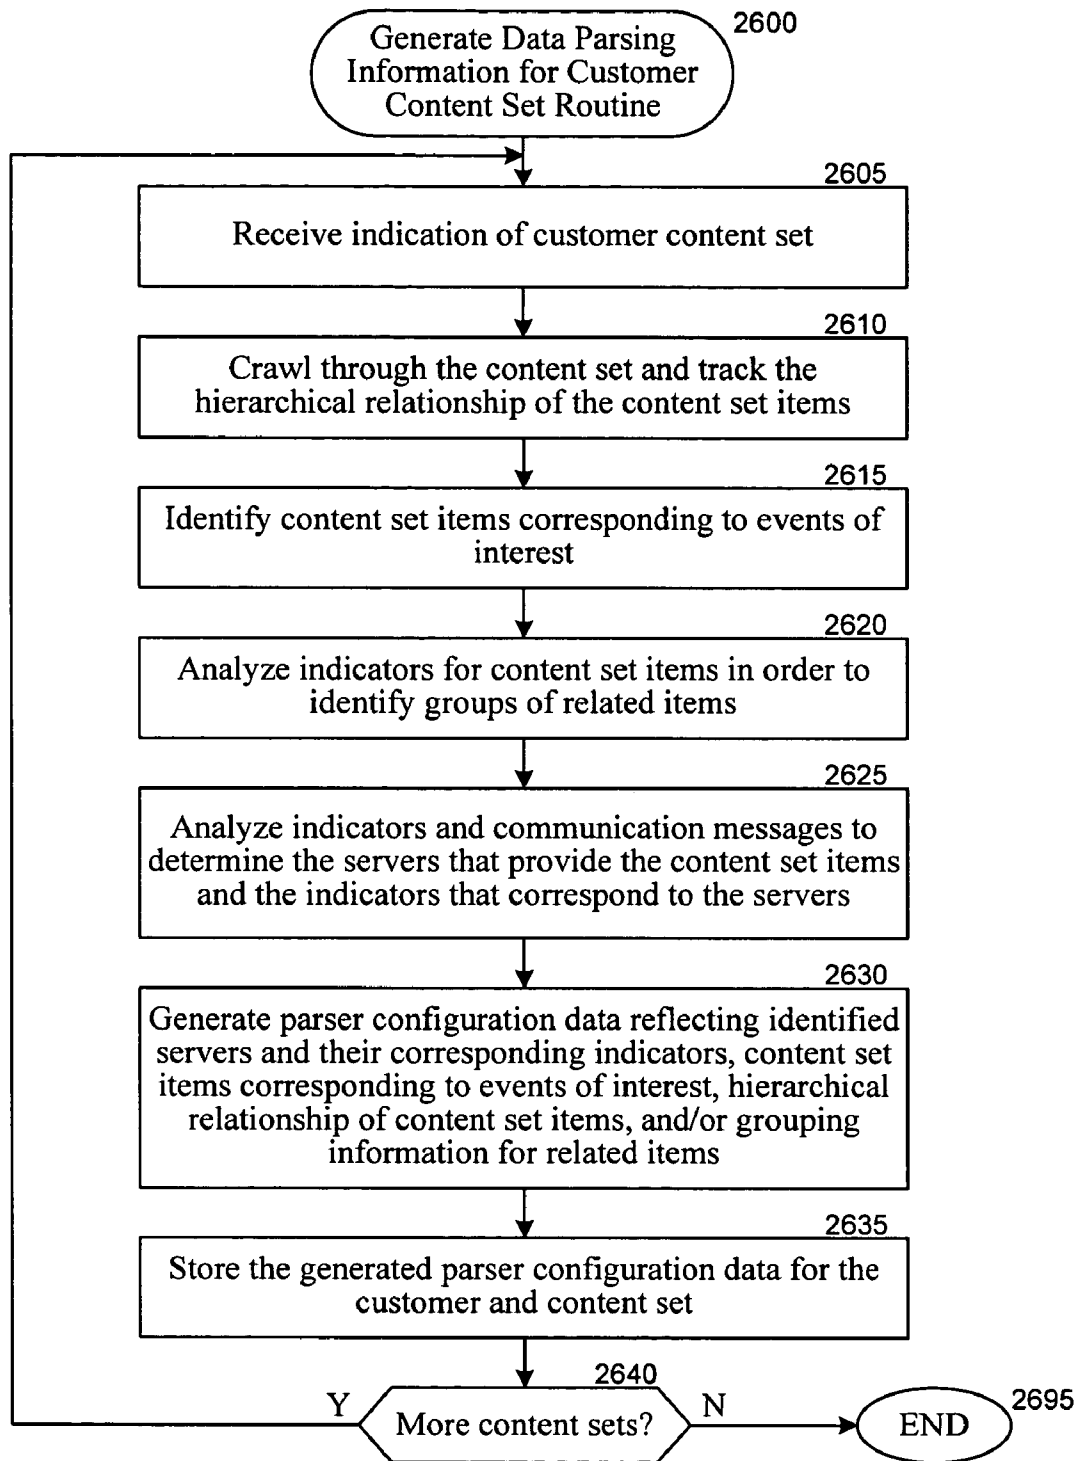 2600
Generate Data Parsing
Information for Customer
Content Set Routine
2605
Receive indication of customer content set
2610
Crawl through the content set and track the
hierarchical relationship of the content set items
2615
Identify content set items corresponding to events of
interest
2620
Analyze indicators for content set items in order to
identify groups of related items
2625
Analyze indicators and communication messages to
determine the servers that provide the content set items
and the indicators that correspond to the servers
2630
Generate parser configuration data reflecting identified
servers and their corresponding indicators, content set
items corresponding to events of interest, hierarchical
relationship of content set items, and/or grouping
information for related items
2635
Store the generated parser configuration data for the
customer and content set
2640
Y
More content sets?
N
END
2695